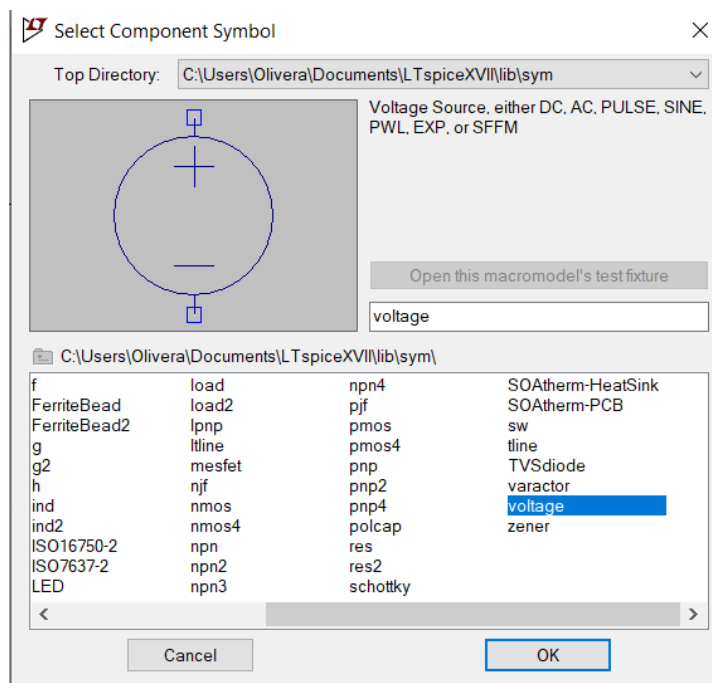 Select Component Symbol
Top Directory: C:\Users\Olivera\Documents\LTspiceXVII\lib\sym
Voltage Source, either DC, AC, PULSE, SINE,
PWL, EXP, or SFFM
Open this macromodel's test fixture
voltage
C:\Users\Olivera\Documents\LTspiceXVII\lib\sym\
f load npn4 SOAtherm-HeatSink
FerriteBead load2 pjf SOAtherm-PCB
FerriteBead2 lpnp pmos sw
g ltline pmos4 tline
g2 mesfet pnp TVSdiode
h njf pnp2 varactor
ind nmos pnp4 voltage
ind2 nmos4 polcap zener
ISO16750-2 npn res
ISO7637-2 npn2 res2
LED npn3 schottky
Cancel OK